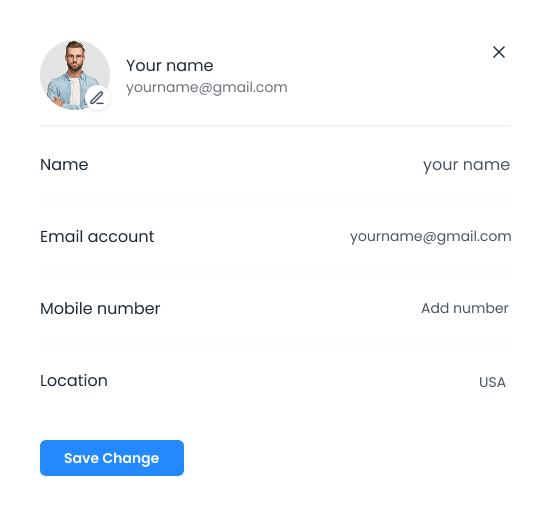 Your name
yourname@gmail.com
Name your name
Email account yourname@gmail.com
Mobile number Add number
Location USA
Save Change